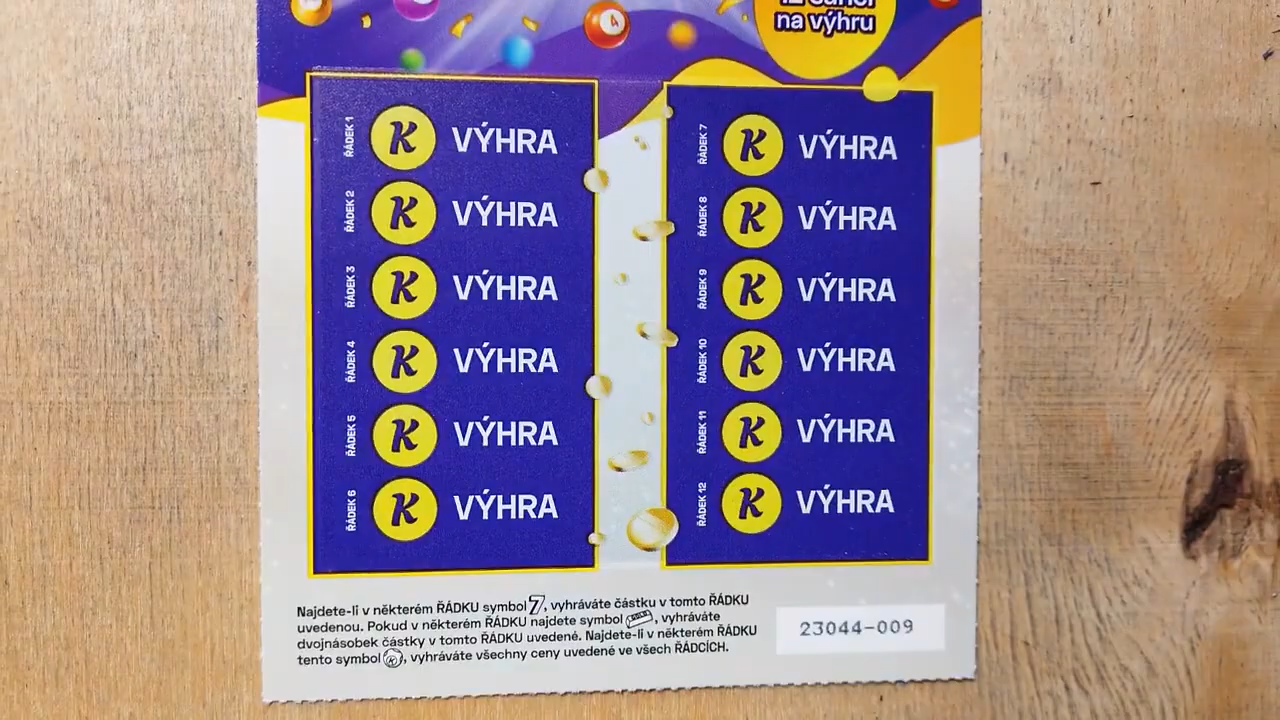 na výhru
4
ŘÁDEK 1 K VÝHRA
ŘÁDEK 2 K VÝHRA
ŘÁDEK 3 K VÝHRA
ŘÁDEK 4 K VÝHRA
ŘÁDEK 5 K VÝHRA
ŘÁDEK 6 K VÝHRA
ŘÁDEK 7 K VÝHRA
ŘÁDEK 8 K VÝHRA
ŘÁDEK 9 K VÝHRA
ŘÁDEK 10 K VÝHRA
ŘÁDEK 11 K VÝHRA
ŘÁDEK 12 K VÝHRA
Najdete-li v některém ŘÁDKU symbol 7, vyhráváte částku v tomto ŘÁDKU
uvedenou. Pokud v některém ŘÁDKU najdete symbol , vyhráváte
dvojnásobek částky v tomto ŘÁDKU uvedené. Najdete-li v některém ŘÁDKU
tento symbol K, vyhráváte všechny ceny uvedené ve všech ŘÁDCÍCH.
23044-009